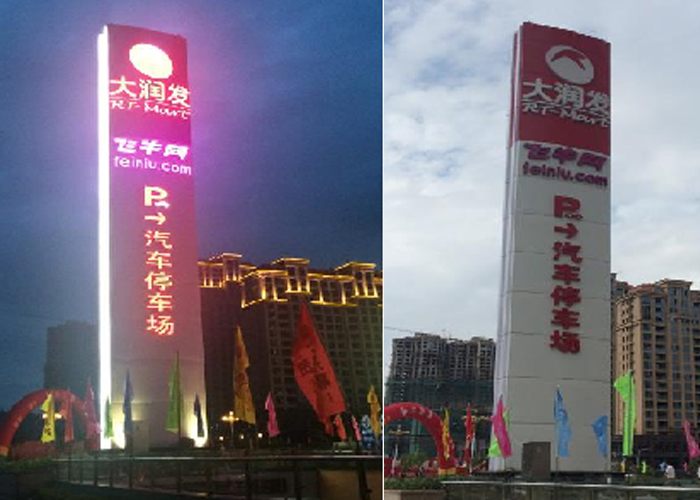 大润发
RT-Mart
飞牛网
feiniu.com
P→汽车停车场
大润发
RT-Mart
飞牛网
feiniu.com
P→汽车停车场